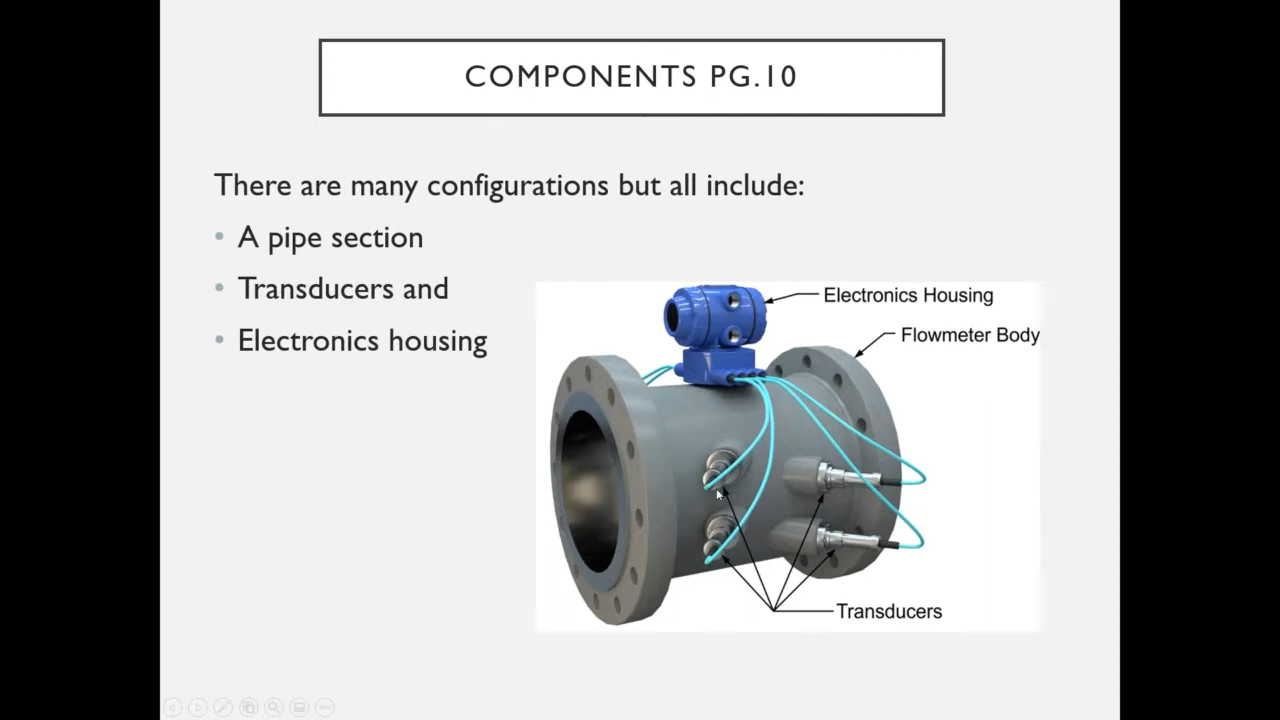 COMPONENTS PG.10
There are many configurations but all include:
• A pipe section
• Transducers and
• Electronics housing
Electronics Housing
Flowmeter Body
Transducers